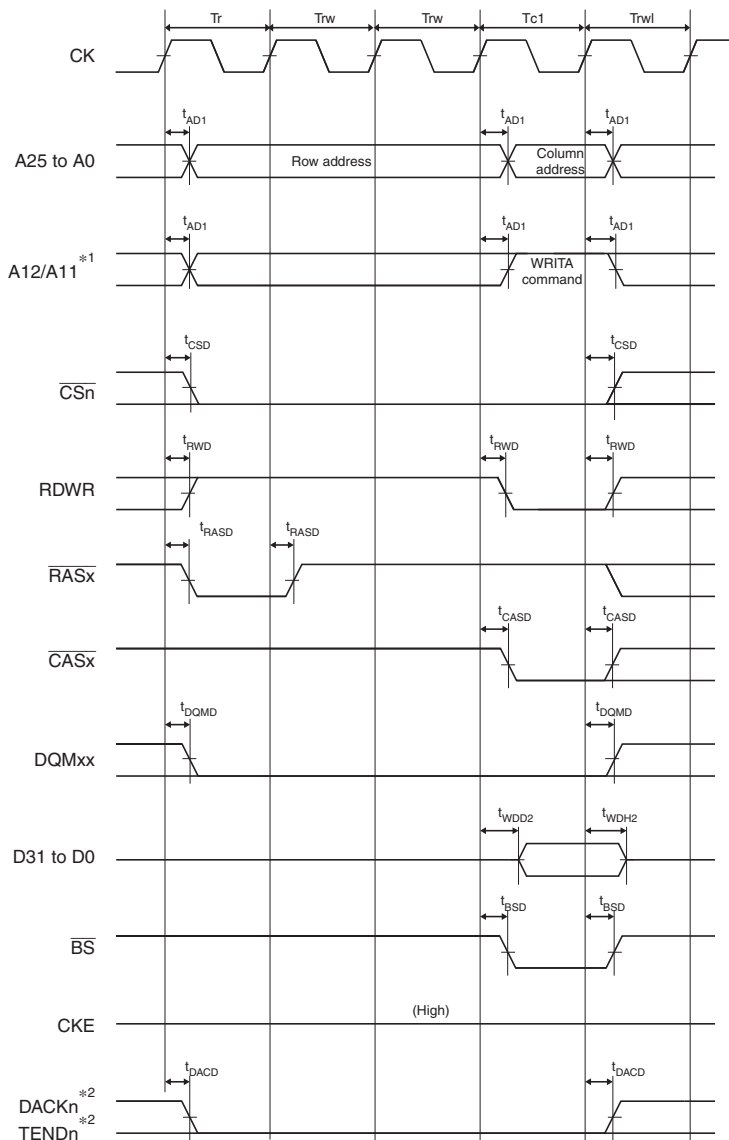 Tr Trw Trw Tc1 Trwl
CK
tAD1 tAD1 tAD1
A25 to A0 Row address Column address
tAD1 tAD1 tAD1
A12/A11*1 WRITA command
tCSD tCSD
CSn
tRWD tRWD tRWD
RDWR
tRASD tRASD
RASx
tCASD tCASD
CASx
tDQMD tDQMD
DQMxx
tWDD2 tWDH2
D31 to D0
tBSD tBSD
BS
(High)
CKE
tDACD tDACD
DACKn*2
TENDn*2